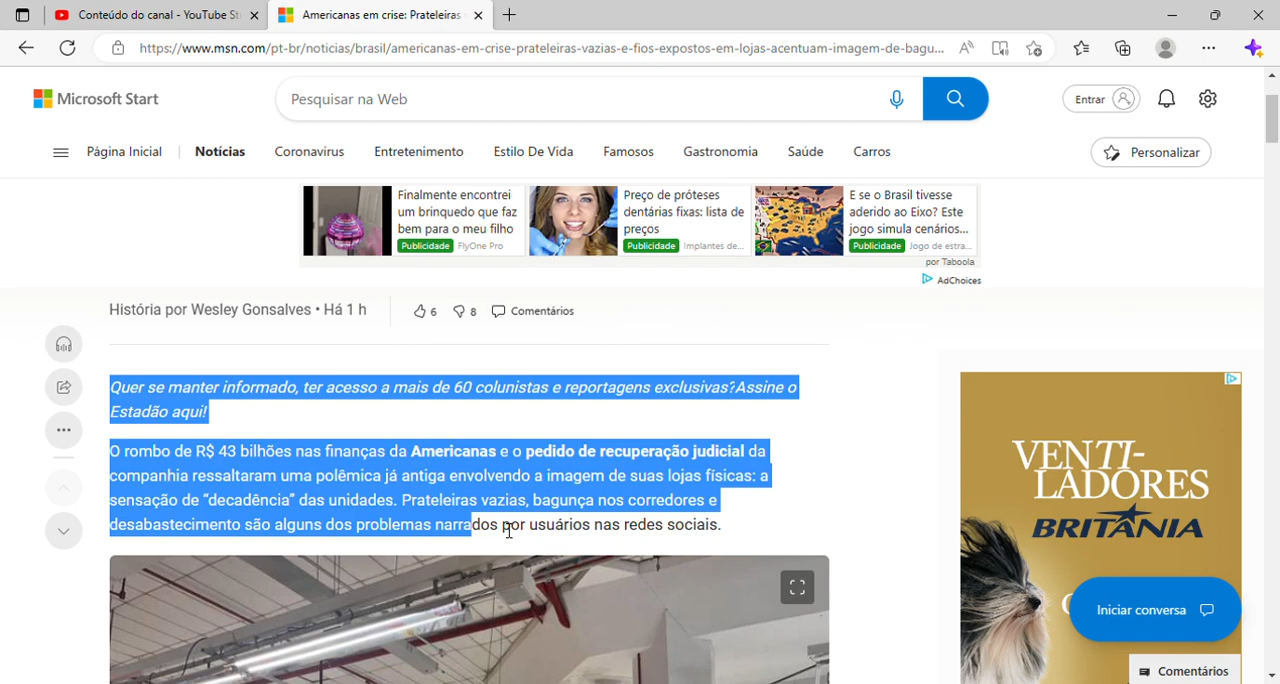 Conteúdo do canal - YouTube St
Americanas em crise: Prateleiras
https://www.msn.com/pt-br/noticias/brasil/americanas-em-crise-prateleiras-vazias-e-fios-expostos-em-lojas-acentuam-imagem-de-bagu...
Microsoft Start
Pesquisar na Web
Entrar
Página Inicial
Notícias
Coronavírus
Entretenimento
Estilo De Vida
Famosos
Gastronomia
Saúde
Carros
Personalizar
Finalmente encontrei
um brinquedo que faz
bem para o meu filho
Publicidade FlyOne Pro
Preço de próteses
dentárias fixas: lista de
preços
Publicidade Implantes de...
E se o Brasil tivesse
aderido ao Eixo? Este
jogo simula cenários...
Publicidade Jogo de estra...
por Taboola
AdChoices
História por Wesley Gonsalves • Há 1 h
6
8
Comentários
Quer se manter informado, ter acesso a mais de 60 colunistas e reportagens exclusivas?Assine o
Estadão aqui!
O rombo de R$ 43 bilhões nas finanças da Americanas e o pedido de recuperação judicial da
companhia ressaltaram uma polêmica já antiga envolvendo a imagem de suas lojas físicas: a
sensação de “decadência” das unidades. Prateleiras vazias, bagunça nos corredores e
desabastecimento são alguns dos problemas narrados por usuários nas redes sociais.
VENTI-
LADORES
BRITÂNIA
Iniciar conversa
Comentários